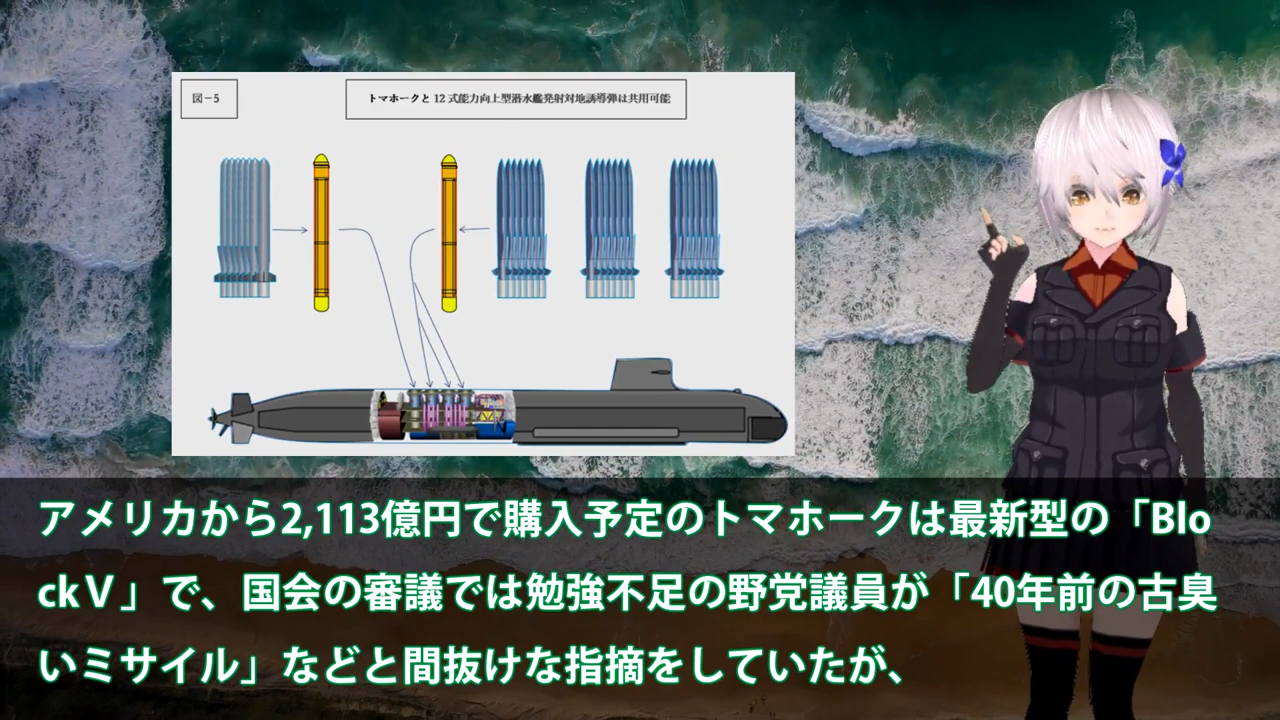 図－5
トマホークと12式能力向上型潜水艦発射対地誘導弾は共用可能
アメリカから2,113億円で購入予定のトマホークは最新型の「Blo
ckⅤ」で、国会の審議では勉強不足の野党議員が「40年前の古臭
いミサイル」などと間抜けな指摘をしていたが、